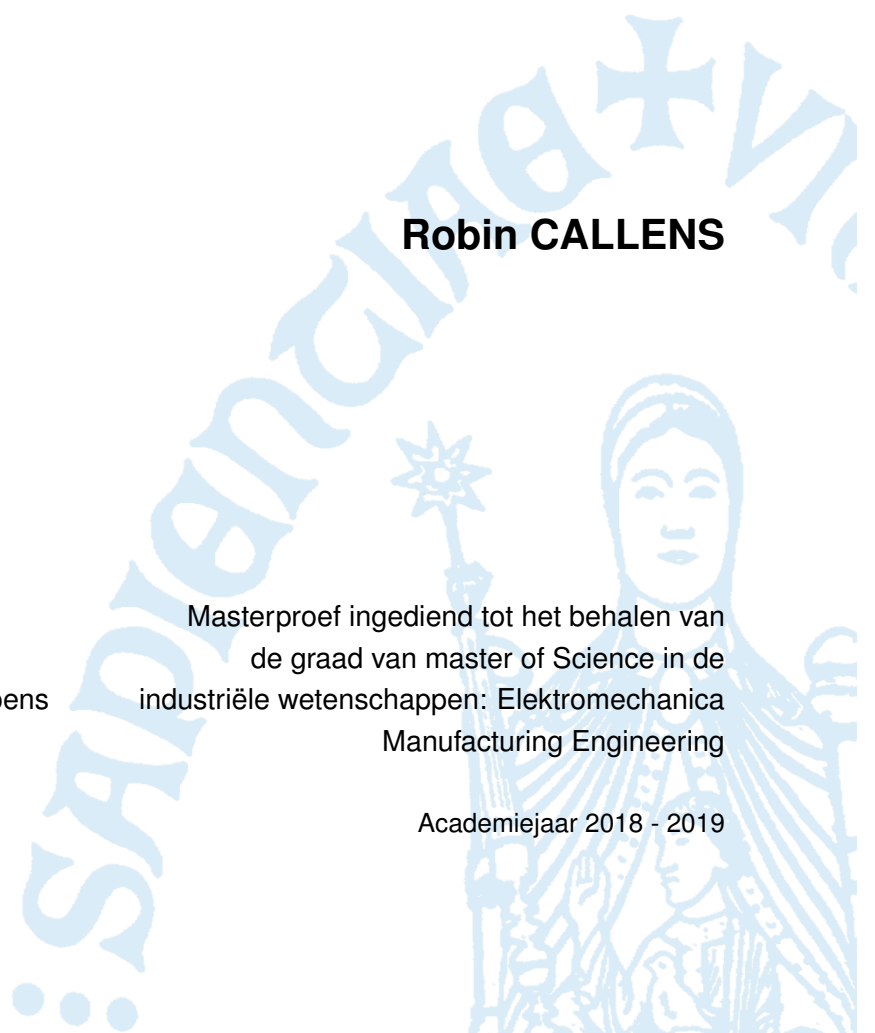 SAPIENTIAE
Robin CALLENS
Masterproef ingediend tot het behalen van
de graad van master of Science in de
industriële wetenschappen: Elektromechanica
Manufacturing Engineering
Academiejaar 2018 - 2019